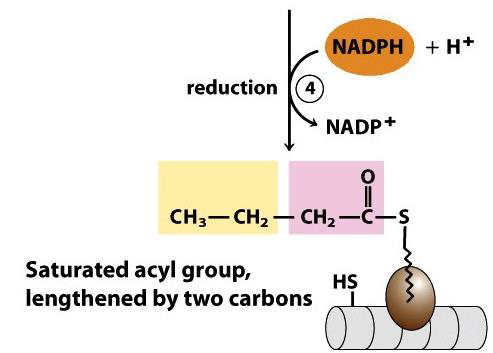 NADPH + H⁺
reduction 4
NADP⁺
O
CH₃—CH₂—CH₂—C—S
Saturated acyl group,
lengthened by two carbons
HS